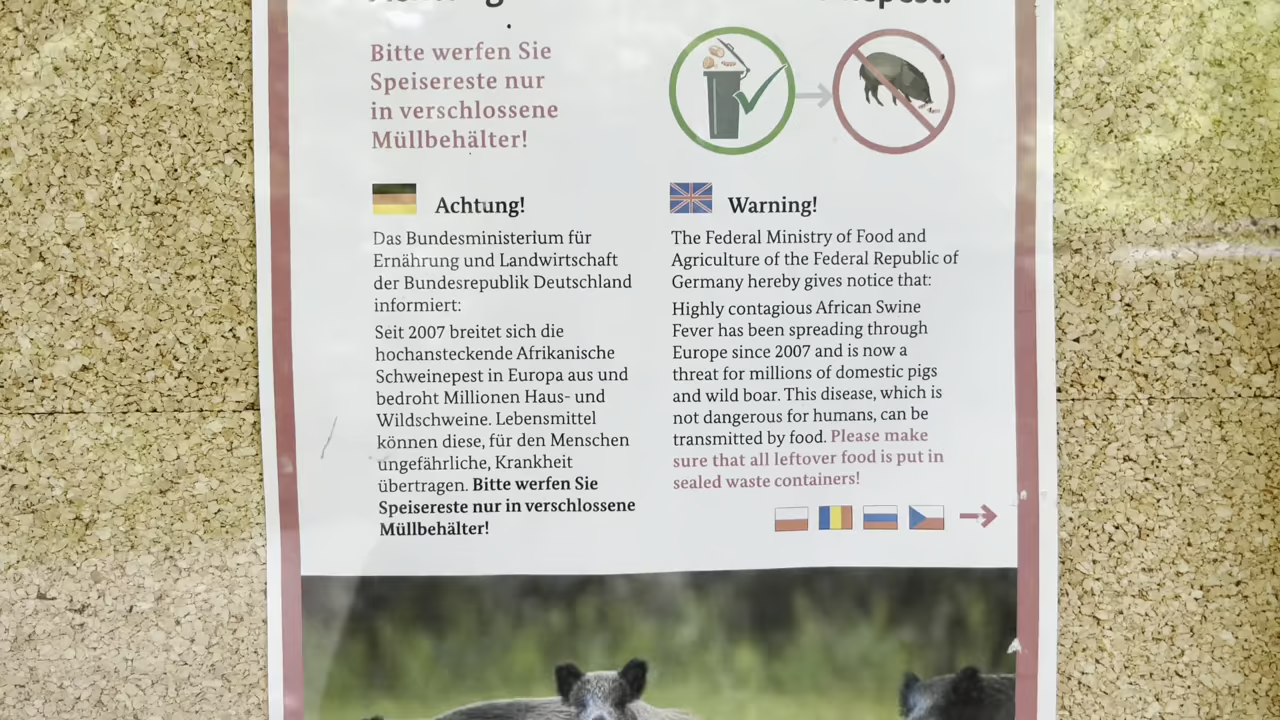 Bitte werfen Sie
Speisereste nur
in verschlossene
Müllbehälter!
Achtung!
Das Bundesministerium für
Ernährung und Landwirtschaft
der Bundesrepublik Deutschland
informiert:
Seit 2007 breitet sich die
hochansteckende Afrikanische
Schweinepest in Europa aus und
bedroht Millionen Haus- und
Wildschweine. Lebensmittel
können diese, für den Menschen
ungefährliche, Krankheit
übertragen. Bitte werfen Sie
Speisereste nur in verschlossene
Müllbehälter!
Warning!
The Federal Ministry of Food and
Agriculture of the Federal Republic of
Germany hereby gives notice that:
Highly contagious African Swine
Fever has been spreading through
Europe since 2007 and is now a
threat for millions of domestic pigs
and wild boar. This disease, which is
not dangerous for humans, can be
transmitted by food. Please make
sure that all leftover food is put in
sealed waste containers!